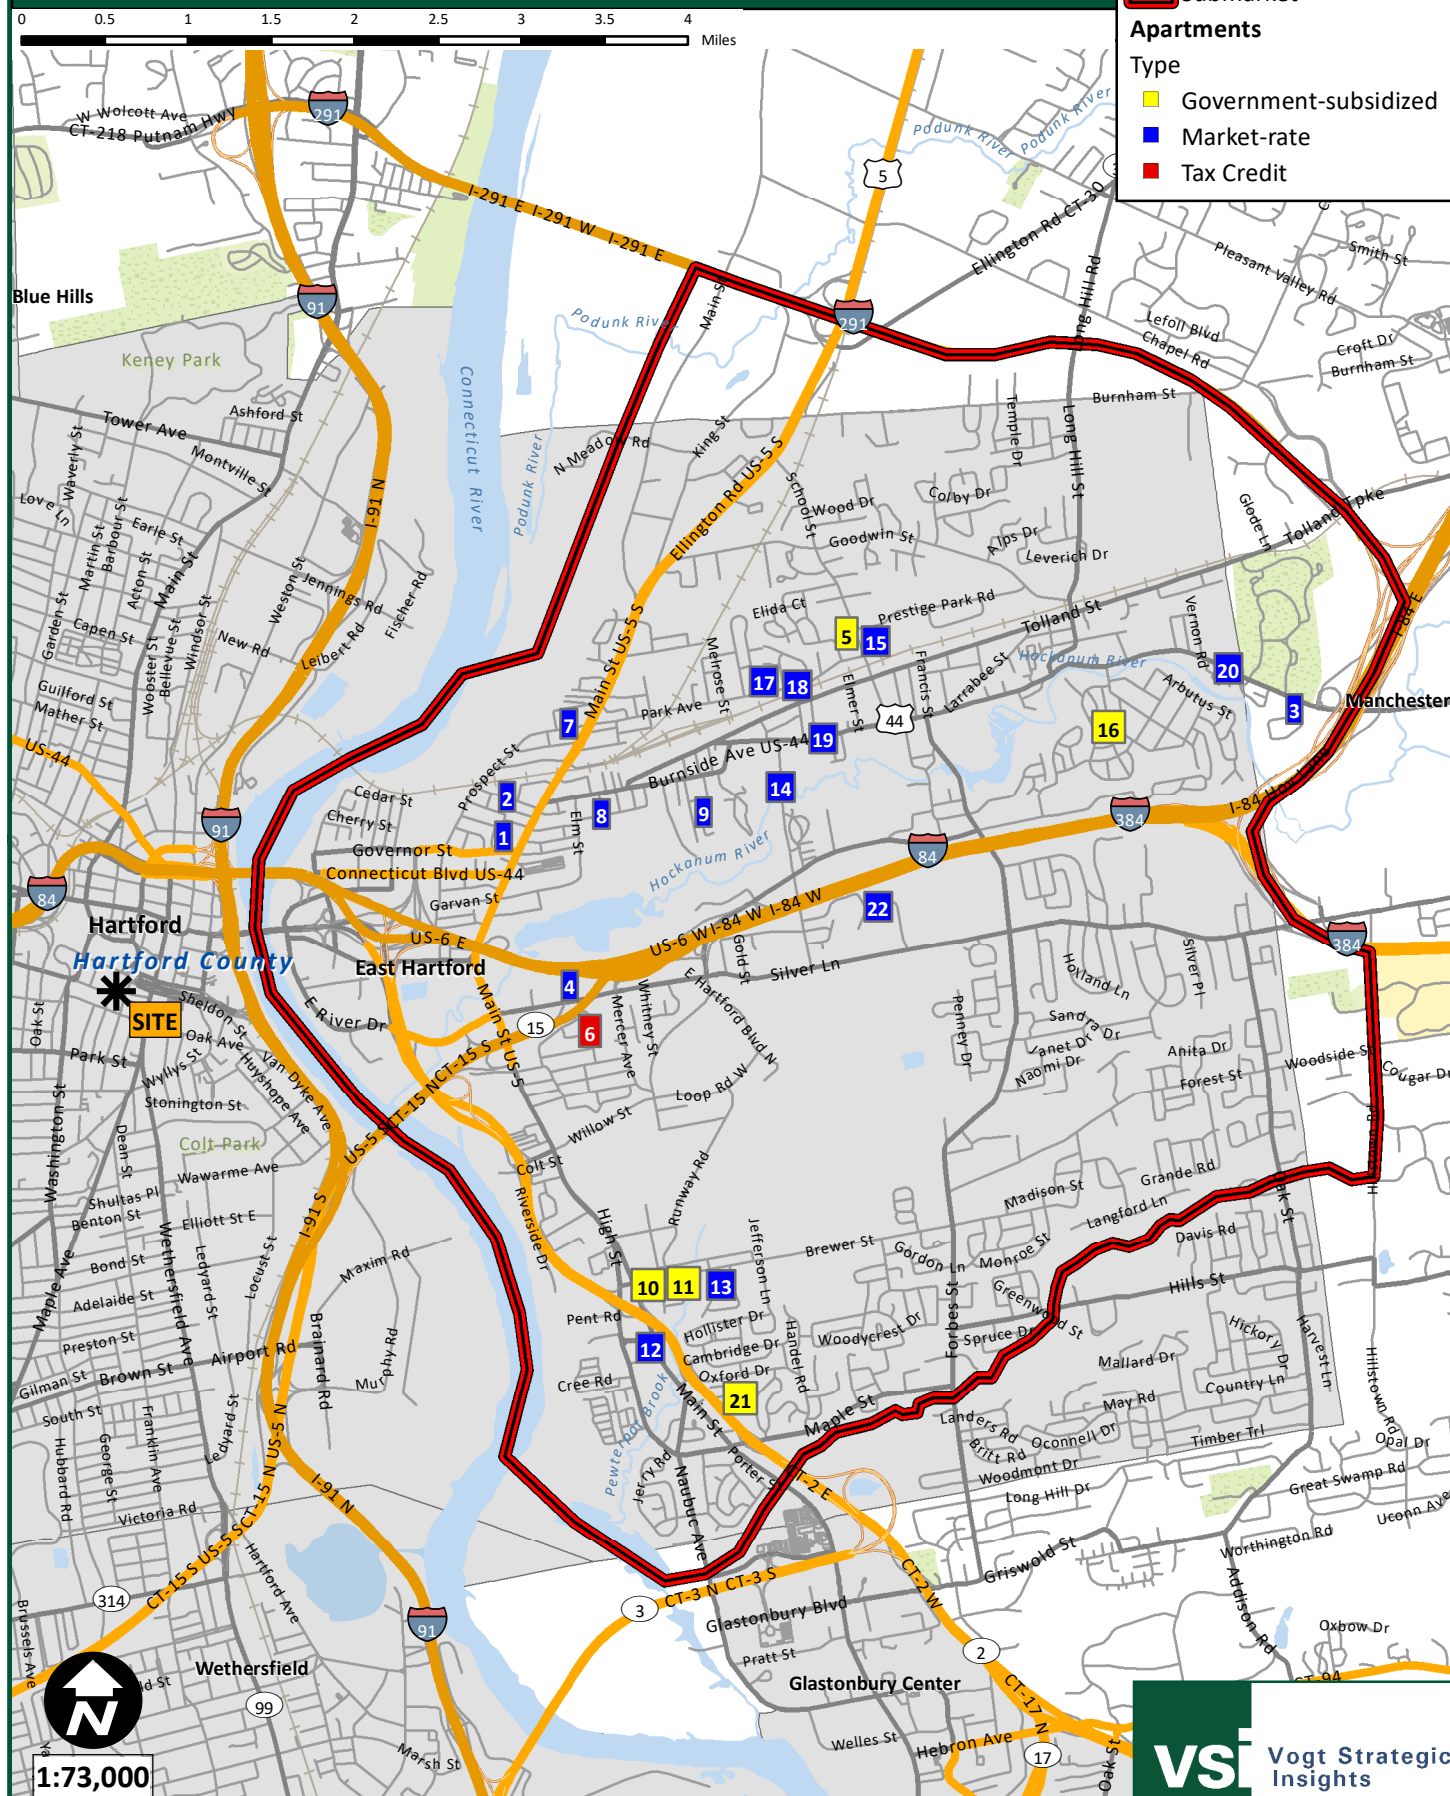 0 0.5 1 1.5 2 2.5 3 3.5 4
Miles
Apartments
Type
Government-subsidized
Market-rate
Tax Credit
W Wolcott Ave
CT-218 Putnam Hwy
291
I-291 E I-291 W I-291 E
5
Podunk River
Podunk River
Ellington Rd CT-30
Long Hill Rd
Pleasant Valley Rd
Smith St
Blue Hills
91
Keney Park
Podunk River
Main S
291
Lefoll Blvd
Chapel Rd
Croft Dr
Burnham St
Burnham St
Connecticut River
Tower Ave
Ashford St
Montville St
Waverly St
Love Ln
Barbour St
Martin St
Earle St
Acton St
Main St
Garden St
Capen St
Wooster St
Bellevue St
Windsor St
Weston St
Jennings Rd
New Rd
Leibert Rd
Fischer Rd
I-91 N
Guilford St
Mather St
US-44
Podunk River
N Meadow Rd
King St
Ellington Rd US-5 S
School St
Wood Dr
Goodwin St
Colby Dr
Alps Dr
Leverich Dr
Temple Dr
Long Hill St
Glode Ln
Tolland Tpke
I-84 E
Elida Ct
Prestige Park Rd
Tolland St
Hockanum River
Vernon Rd
Arbutus St
Manchester
5
15
17
18
20
3
16
7
19
44
Main St US-5 S
Melrose St
Park Ave
Elmer St
Francis St
Larrabee St
Burnside Ave US-44
Prospect St
Cedar St
Cherry St
Governor St
Connecticut Blvd US-44
Garvan St
Elm St
2
1
8
9
14
Hockanum River
91
84
84
384
384
22
Hartford
Hartford County
SITE
East Hartford
US-6 E
US-6 W I-84 W I-84 W
Gold St
Silver Ln
E Hartford Blvd N
Whitney St
Mercer Ave
Loop Rd W
Willow St
4
6
15
Main St US-5
CT-15 S
US-5 S
E River Dr
Oak St
Sheldon St
Oak Ave
Park St
Wyllys St
Huyshope Ave
Van Dyke Ave
Stonington St
Washington St
Dean St
Colt Park
Wawarme Ave
Shultas Pl
Benton St
Elliott St E
Bond St
Adelaide St
Maple Ave
Preston St
Wethersfield Ave
Ledyard St
Locust St
I-91 S
Maxim Rd
Brainard Rd
Murphy Rd
Airport Rd
Brown St
Gilman St
South St
Hubbard Rd
George St
Franklin Ave
Ledyard St
Victoria Rd
Penney Dr
Hoxland Ln
Sandra Dr
Janet Dr
Naomi Dr
Silver Pl
Anita Dr
Forest St
Woodside S
Cougar Dr
Colt St
Riverside Dr
High St
Runway Rd
Jefferson Ln
Brewer St
Gordon Ln
Monroe St
Madison St
Langford Ln
Grande Rd
Davis Rd
Oak St
Hills St
Greenwood St
Spruce Dr
Forbes St
Woodycrest Dr
Handel Rd
Hollister Dr
Cambridge Dr
Oxford Dr
Pent Rd
Cree Rd
10
11
13
12
21
Main St
Maple St
Porter S
Pewterpot Brook
Jerry Rd
Naubuc Ave
Mallard Dr
Hickory Dr
Country Ln
Harvest Ln
Hillstown Rd
May Rd
Landers Rd
Britt Rd
Oconnell Dr
Timber Trl
Woodmont Dr
Long Hill Dr
Opal Dr
Great Swamp Rd
Uconn Ave
Worthington Rd
Griswold St
CT-15 S US-5 S
CT-15 N US-5 N
I-91 N
314
Brussels Ave
Hartford Ave
91
3
CT-3 N CT-3 S
Glastonbury Blvd
Pratt St
Glastonbury Center
CT-2 W
2
Addison Rd
Oxbow Dr
CT-94
CT-17 N
17
Hebron Ave
Welles St
Oak St
Wethersfield
99
Marsh St
N
1:73,000
VSI
Vogt Strategic
Insights